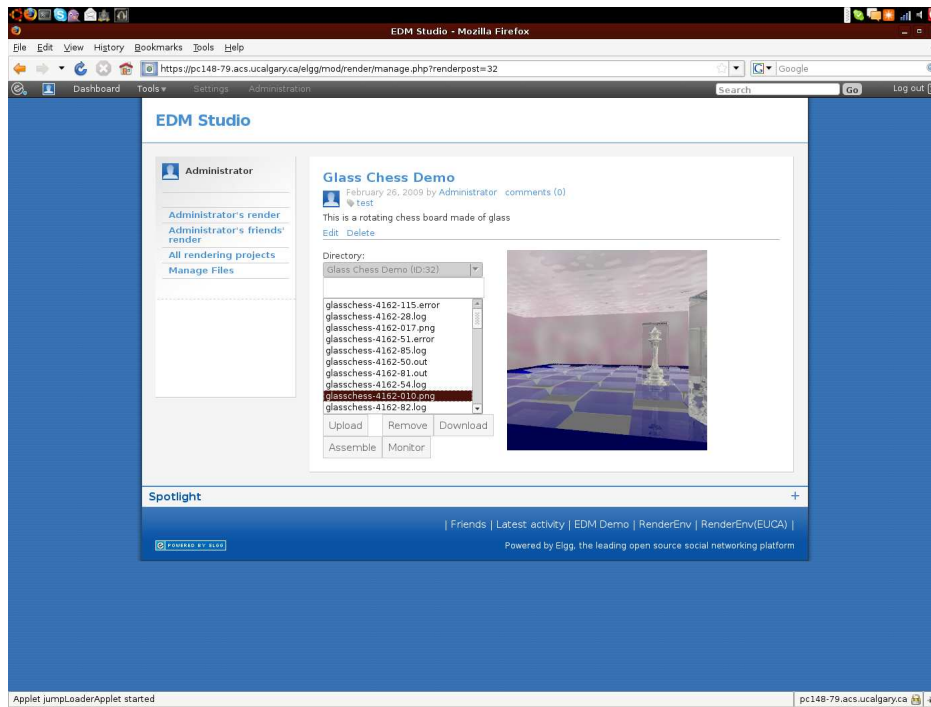 EDM Studio - Mozilla Firefox
File Edit View History Bookmarks Tools Help
https://pc148-79.acs.ucalgary.ca/elgg/mod/render/manage.php?renderpost=32
Google
Dashboard Tools Settings Administration Search Go Log out
EDM Studio
Administrator
Administrator's render
Administrator's friends'
render
All rendering projects
Manage Files
Glass Chess Demo
February 26, 2009 by Administrator comments (0)
test
This is a rotating chess board made of glass
Edit Delete
Directory:
Glass Chess Demo (ID:32)
glasschess-4162-115.error
glasschess-4162-28.log
glasschess-4162-017.png
glasschess-4162-51.error
glasschess-4162-85.log
glasschess-4162-50.out
glasschess-4162-81.out
glasschess-4162-54.log
glasschess-4162-010.png
glasschess-4162-82.log
Upload Remove Download
Assemble Monitor
Spotlight +
| Friends | Latest activity | EDM Demo | RenderEnv | RenderEnv(EUCA) |
POWERED BY ELGG
Powered by Elgg, the leading open source social networking platform
Applet jumpLoaderApplet started
pc148-79.acs.ucalgary.ca